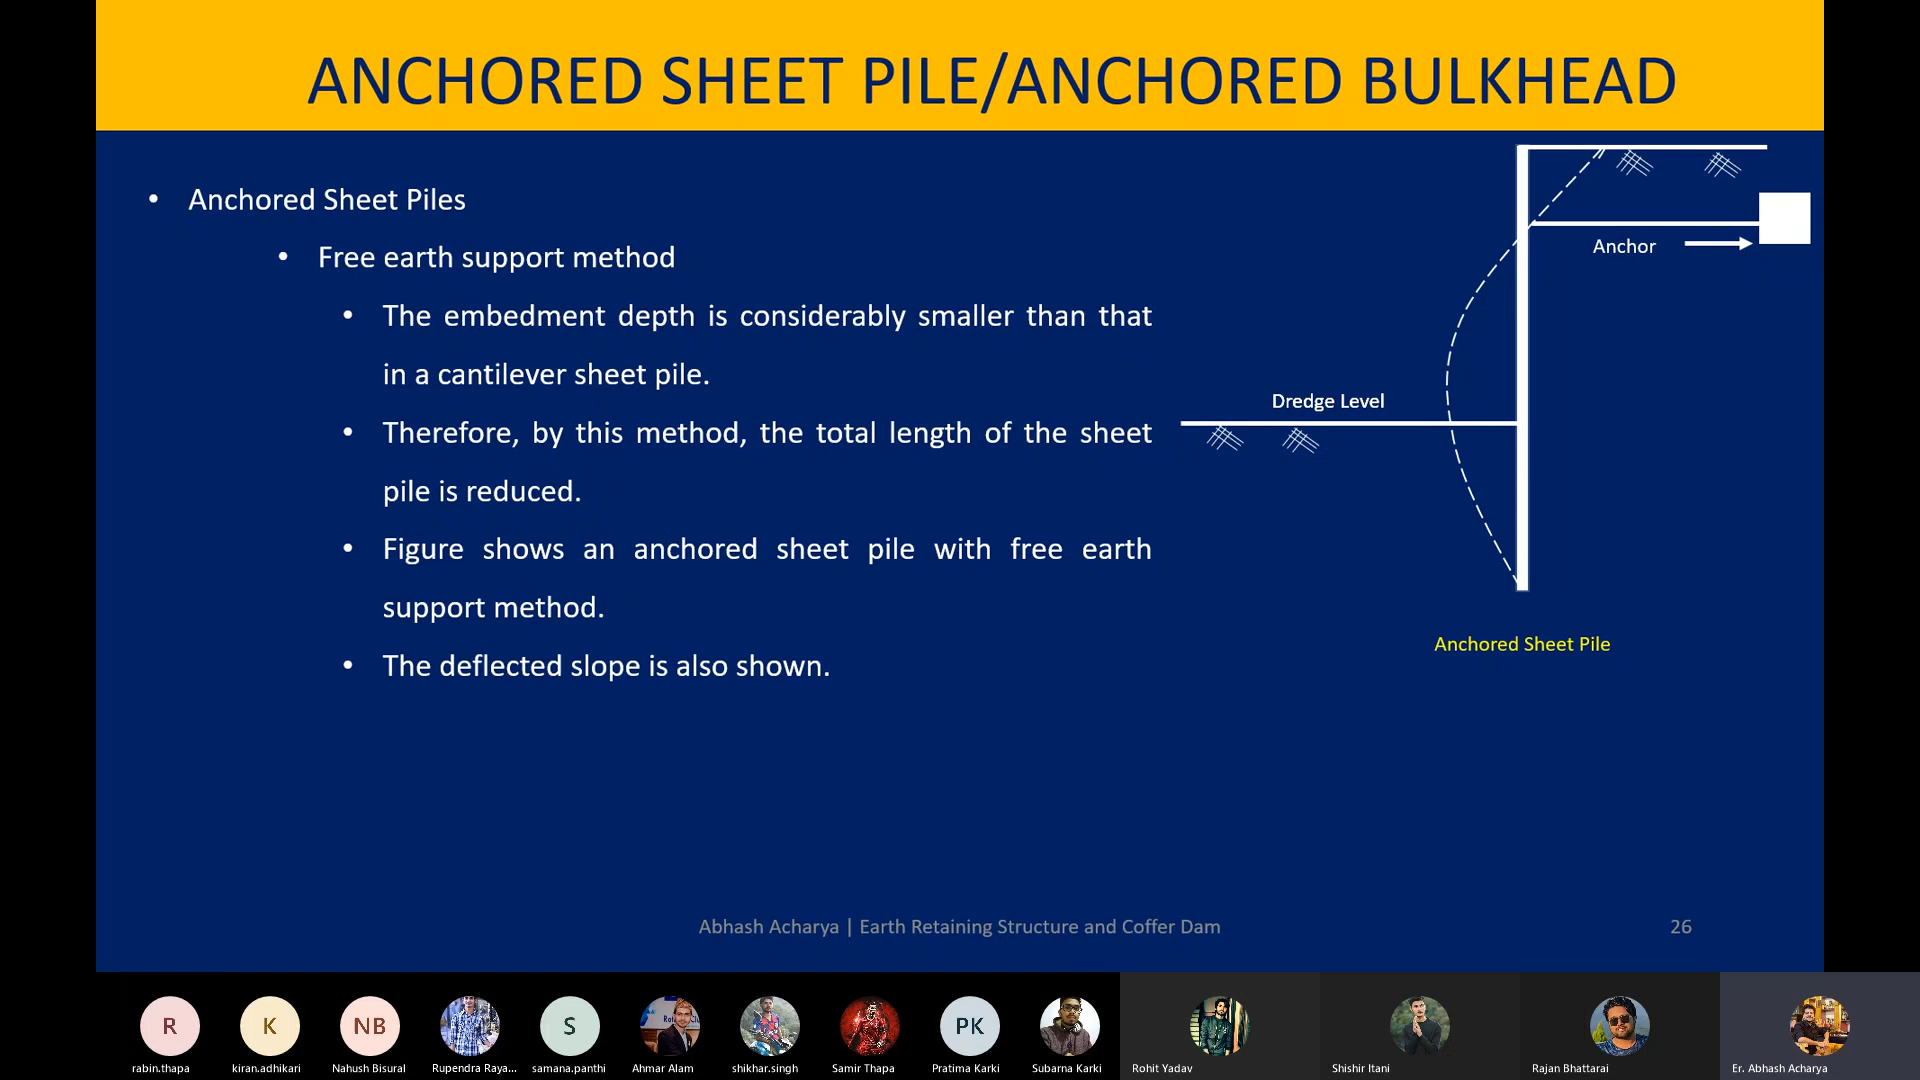 ANCHORED SHEET PILE/ANCHORED BULKHEAD
• Anchored Sheet Piles
• Free earth support method
• The embedment depth is considerably smaller than that
in a cantilever sheet pile.
• Therefore, by this method, the total length of the sheet
pile is reduced.
• Figure shows an anchored sheet pile with free earth
support method.
• The deflected slope is also shown.
Anchor
Dredge Level
Anchored Sheet Pile
Abhash Acharya | Earth Retaining Structure and Coffer Dam
26
R
K
NB
S
PK
rabin.thapa
kiran.adhikari
Nahush Bisural
Rupendra Raya...
samana.panthi
Ahmar Alam
shikhar.singh
Samir Thapa
Pratima Karki
Subarna Karki
Rohit Yadav
Shishir Itani
Rajan Bhattarai
Er. Abhash Acharya